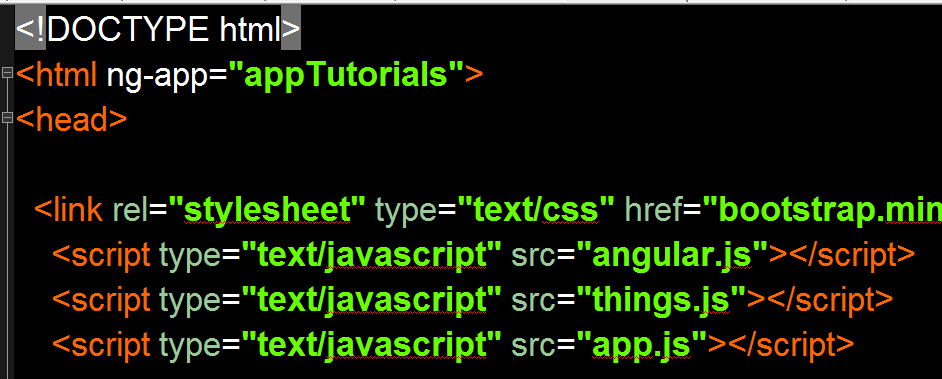 <!DOCTYPE html>
<html ng-app="appTutorials">
<head>
<link rel="stylesheet" type="text/css" href="bootstrap.min
<script type="text/javascript" src="angular.js"></script>
<script type="text/javascript" src="things.js"></script>
<script type="text/javascript" src="app.js"></script>